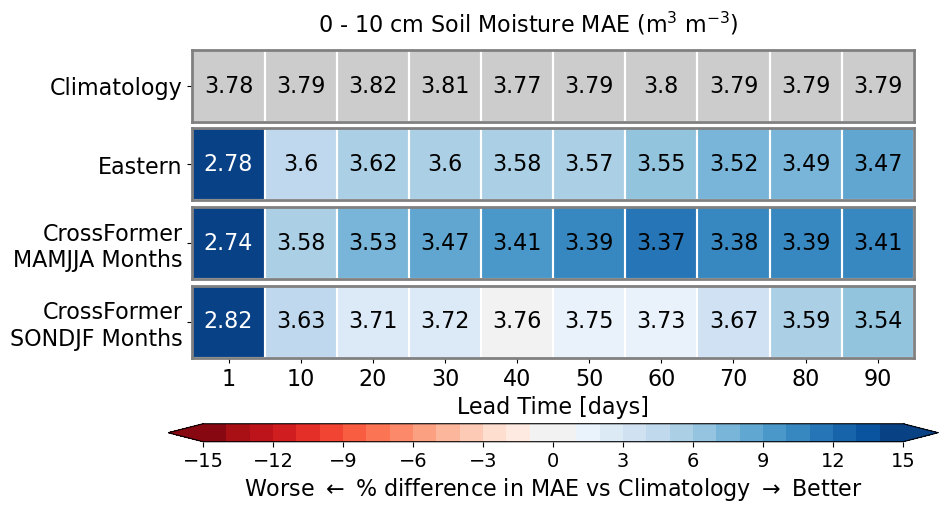 0 - 10 cm Soil Moisture MAE (m³ m⁻³)
Climatology 3.78 3.79 3.82 3.81 3.77 3.79 3.8 3.79 3.79 3.79
Eastern 2.78 3.6 3.62 3.6 3.58 3.57 3.55 3.52 3.49 3.47
CrossFormer
MAMJJA Months 2.74 3.58 3.53 3.47 3.41 3.39 3.37 3.38 3.39 3.41
CrossFormer
SONDJF Months 2.82 3.63 3.71 3.72 3.76 3.75 3.73 3.67 3.59 3.54
1 10 20 30 40 50 60 70 80 90
Lead Time [days]
−15 −12 −9 −6 −3 0 3 6 9 12 15
Worse ← % difference in MAE vs Climatology → Better